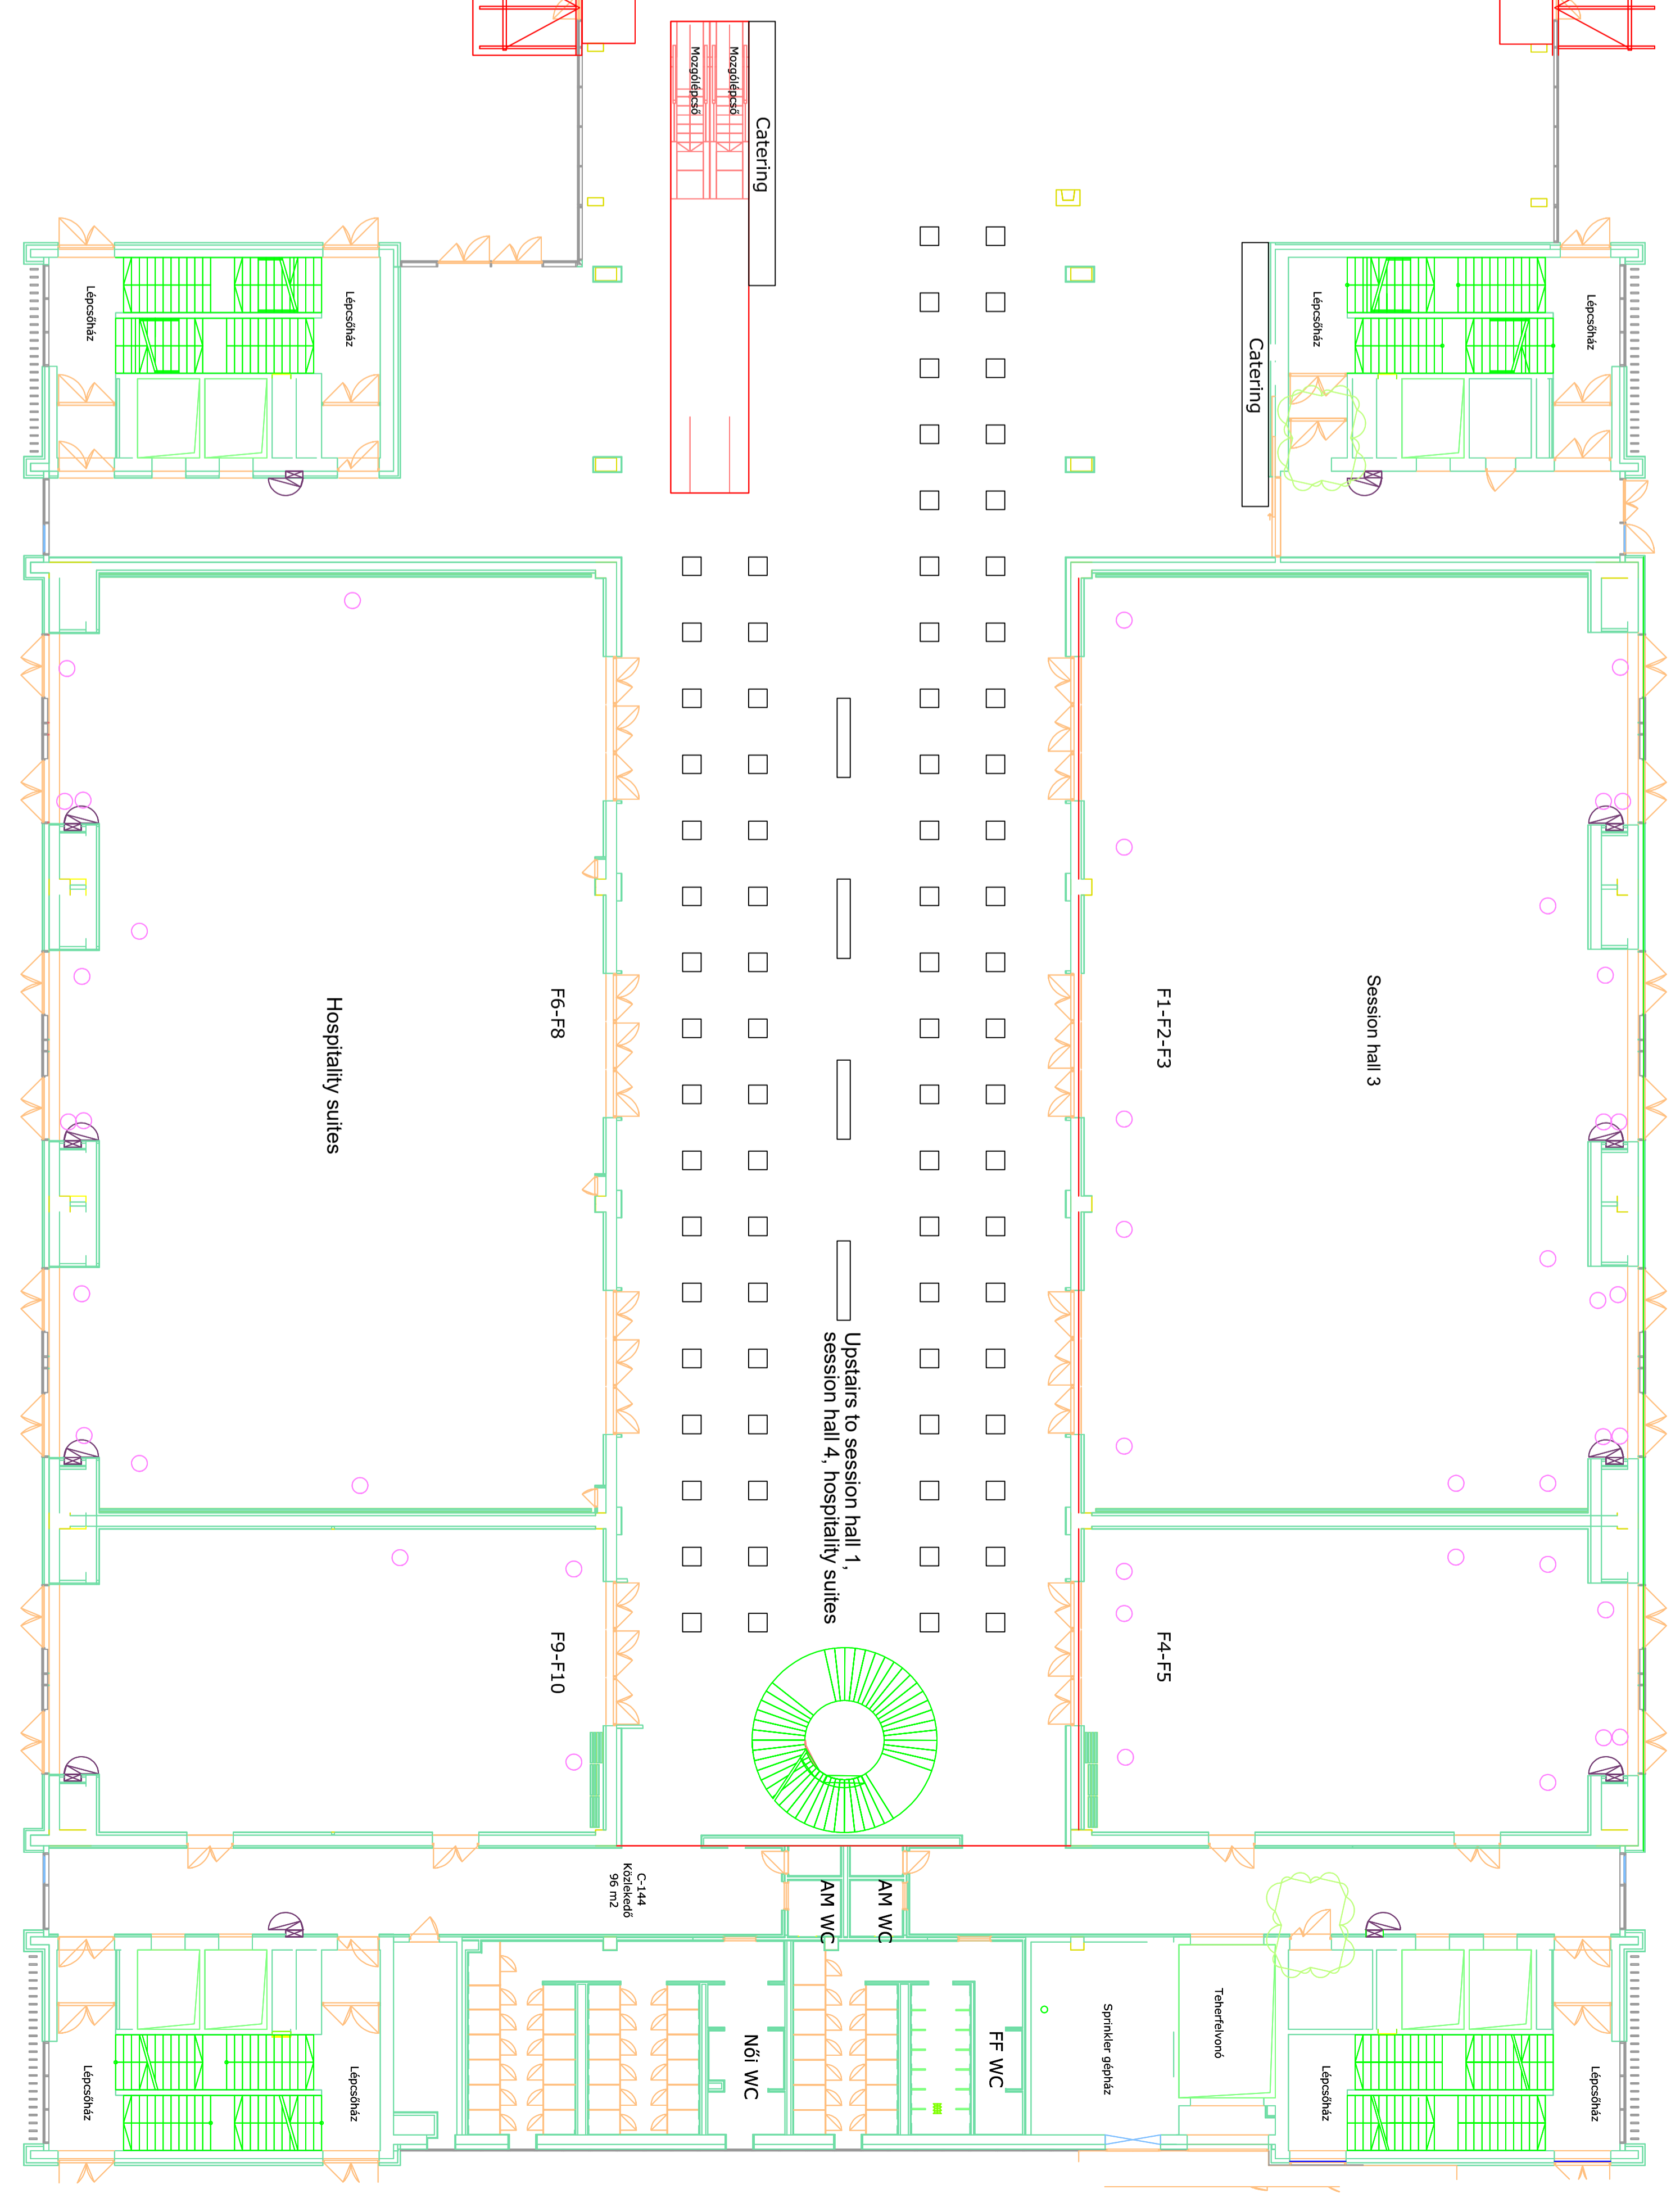 Mozgólépcső
Mozgólépcső
Catering
Lépcsőház
Lépcsőház
Catering
Lépcsőház
Lépcsőház
Hospitality suites
F6-F8
F1-F2-F3
Session hall 3
Upstairs to session hall 1,
session hall 4, hospitality suites
F9-F10
F4-F5
C-144
Közlekedő
96 m2
AM WC
AM WC
Lépcsőház
Lépcsőház
Női WC
FF WC
Sprinkler gépház
Teherfelvonó
Lépcsőház
Lépcsőház